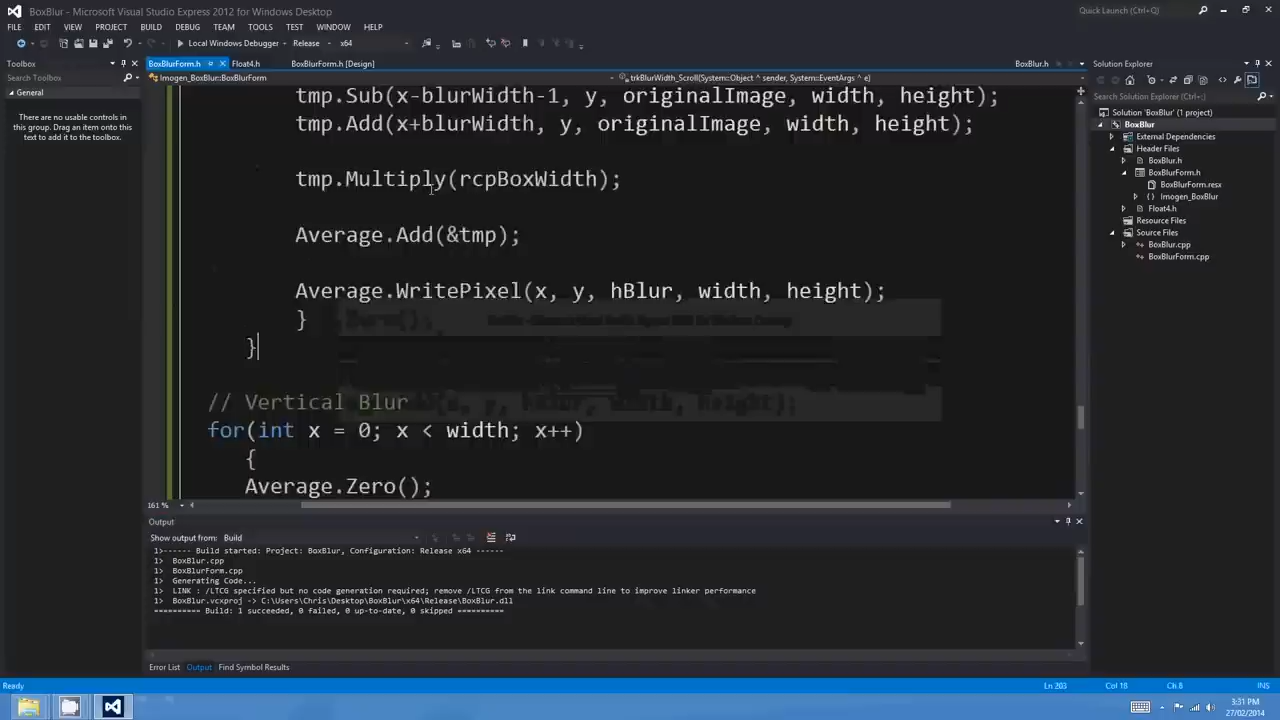 BoxBlur - Microsoft Visual Studio Express 2012 for Windows Desktop
Quick Launch (Ctrl+Q)
FILE EDIT VIEW PROJECT BUILD DEBUG TEAM TOOLS TEST WINDOW HELP
Local Windows Debugger Release x64
Toolbox
Search Toolbox
General
There are no usable controls in
this group. Drag an item onto this
text to add it to the toolbox.
BoxBlurForm.h Float4.h BoxBlurForm.h [Design] BoxBlur.h
Imogen_BoxBlur::BoxBlurForm trkBlurWidth_Scroll(System::Object ^ sender, System::EventArgs ^ e)
tmp.Sub(x-blurWidth-1, y, originalImage, width, height);
tmp.Add(x+blurWidth, y, originalImage, width, height);
tmp.Multiply(rcpBoxWidth);
Average.Add(&tmp);
Average.WritePixel(x, y, hBlur, width, height);
}
}
// Vertical Blur
for(int x = 0; x < width; x++)
{
Average.Zero();
161 %
Solution Explorer
Search Solution Explorer (Ctrl+;)
Solution 'BoxBlur' (1 project)
BoxBlur
External Dependencies
Header Files
BoxBlur.h
BoxBlurForm.h
BoxBlurForm.resx
Imogen_BoxBlur
Float4.h
Resource Files
Source Files
BoxBlur.cpp
BoxBlurForm.cpp
Output
Show output from: Build
1>------ Build started: Project: BoxBlur, Configuration: Release x64 ------
1> BoxBlur.cpp
1> BoxBlurForm.cpp
1> Generating Code...
1> LINK : /LTCG specified but no code generation required; remove /LTCG from the link command line to improve linker performance
1> BoxBlur.vcxproj -> C:\Users\Chris\Desktop\BoxBlur\x64\Release\BoxBlur.dll
========== Build: 1 succeeded, 0 failed, 0 up-to-date, 0 skipped ==========
Error List Output Find Symbol Results
Ready Ln 203 Col 18 Ch 8 INS
3:31 PM
27/02/2014